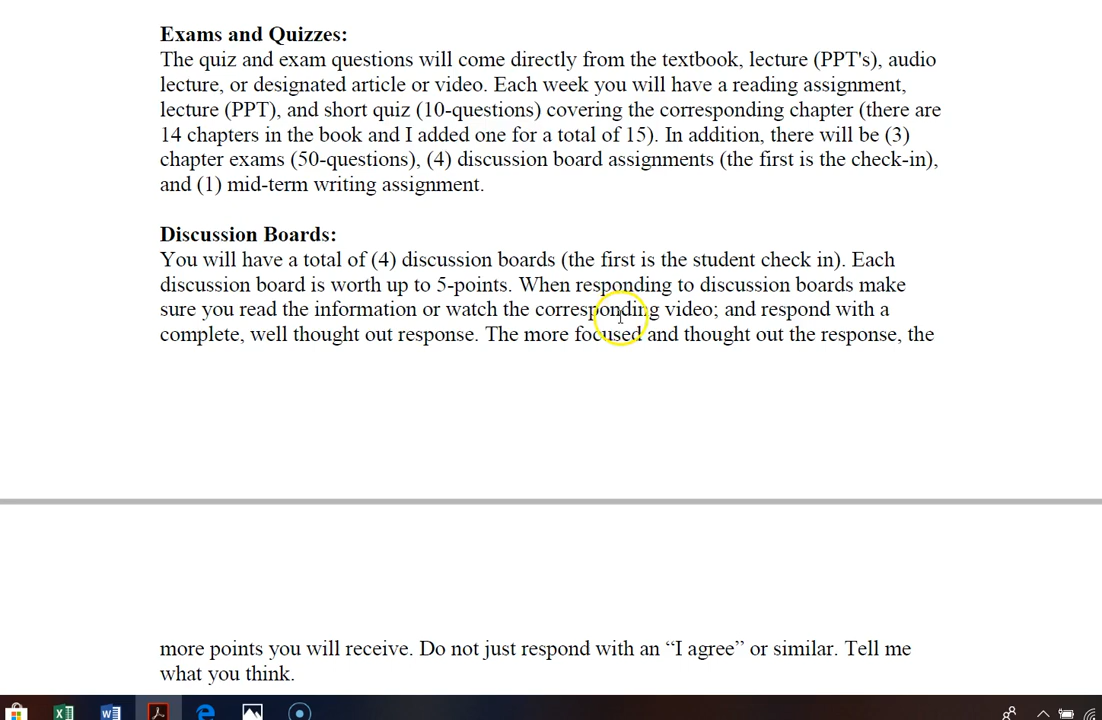 Exams and Quizzes:
The quiz and exam questions will come directly from the textbook, lecture (PPT's), audio
lecture, or designated article or video. Each week you will have a reading assignment,
lecture (PPT), and short quiz (10-questions) covering the corresponding chapter (there are
14 chapters in the book and I added one for a total of 15). In addition, there will be (3)
chapter exams (50-questions), (4) discussion board assignments (the first is the check-in),
and (1) mid-term writing assignment.
Discussion Boards:
You will have a total of (4) discussion boards (the first is the student check in). Each
discussion board is worth up to 5-points. When responding to discussion boards make
sure you read the information or watch the corresponding video; and respond with a
complete, well thought out response. The more focused and thought out the response, the
more points you will receive. Do not just respond with an “I agree” or similar. Tell me
what you think.